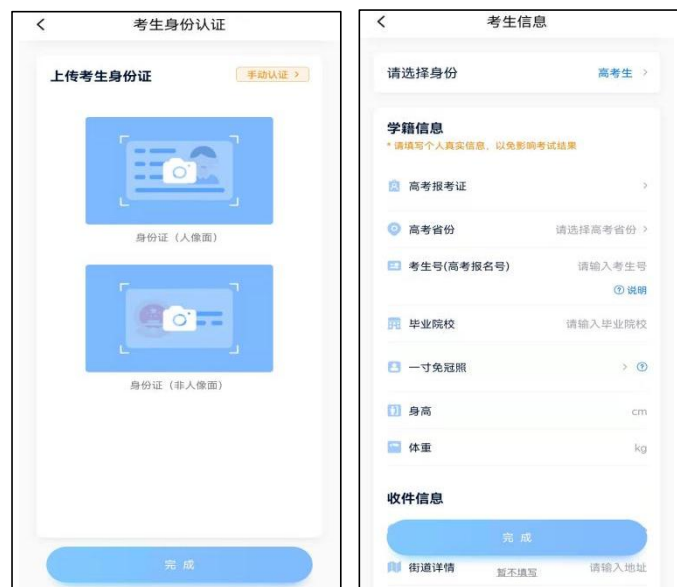 考生身份认证
上传考生身份证
手动认证 >
身份证（人像面）
身份证（非人像面）
完 成
考生信息
请选择身份 高考生 >
学籍信息
* 请填写个人真实信息，以免影响考试结果
高考报考证 >
高考省份 请选择高考省份 >
考生号(高考报名号) 请输入考生号
? 说明
毕业院校 请输入毕业院校
一寸免冠照 > ?
身高 cm
体重 kg
收件信息
完 成
街道详情 请输入地址
暂不填写